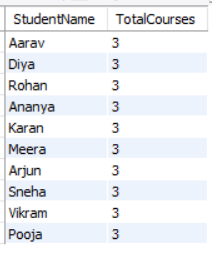 StudentName TotalCourses
Aarav 3
Diya 3
Rohan 3
Ananya 3
Karan 3
Meera 3
Arjun 3
Sneha 3
Vikram 3
Pooja 3